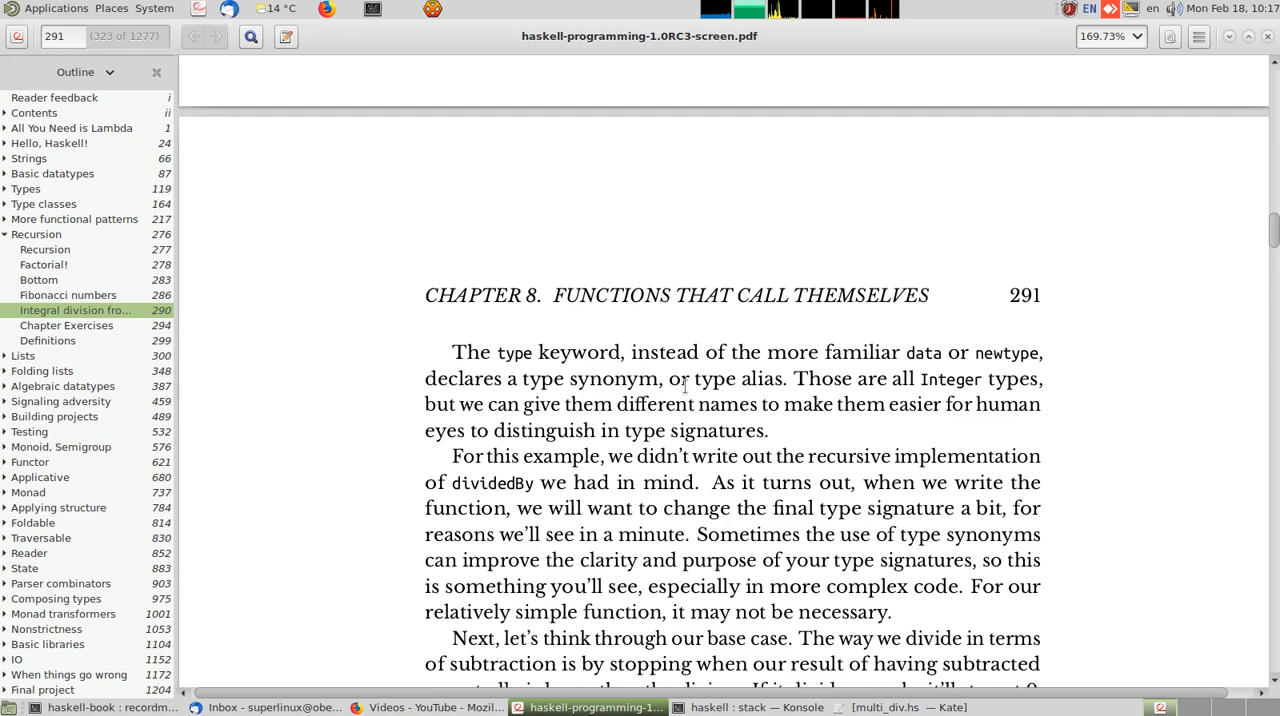 Applications Places System 14 °C EN en Mon Feb 18, 10:17
291 (323 of 1277) haskell-programming-1.0RC3-screen.pdf 169.73%
Outline
Reader feedback i
Contents ii
All You Need is Lambda 1
Hello, Haskell! 24
Strings 66
Basic datatypes 87
Types 119
Type classes 164
More functional patterns 217
Recursion 276
Recursion 277
Factorial! 278
Bottom 283
Fibonacci numbers 286
Integral division fro... 290
Chapter Exercises 294
Definitions 299
Lists 300
Folding lists 348
Algebraic datatypes 387
Signaling adversity 459
Building projects 489
Testing 532
Monoid, Semigroup 576
Functor 621
Applicative 680
Monad 737
Applying structure 784
Foldable 814
Traversable 830
Reader 852
State 883
Parser combinators 903
Composing types 975
Monad transformers 1001
Nonstrictness 1053
Basic libraries 1104
IO 1152
When things go wrong 1172
Final project 1204
CHAPTER 8. FUNCTIONS THAT CALL THEMSELVES 291
The type keyword, instead of the more familiar data or newtype,
declares a type synonym, or type alias. Those are all Integer types,
but we can give them different names to make them easier for human
eyes to distinguish in type signatures.
For this example, we didn't write out the recursive implementation
of dividedBy we had in mind. As it turns out, when we write the
function, we will want to change the final type signature a bit, for
reasons we'll see in a minute. Sometimes the use of type synonyms
can improve the clarity and purpose of your type signatures, so this
is something you'll see, especially in more complex code. For our
relatively simple function, it may not be necessary.
Next, let's think through our base case. The way we divide in terms
of subtraction is by stopping when our result of having subtracted
haskell-book : recordm... Inbox - superlinux@obe... Videos - YouTube - Mozil... haskell-programming-1.... haskell : stack — Konsole [multi_div.hs — Kate]